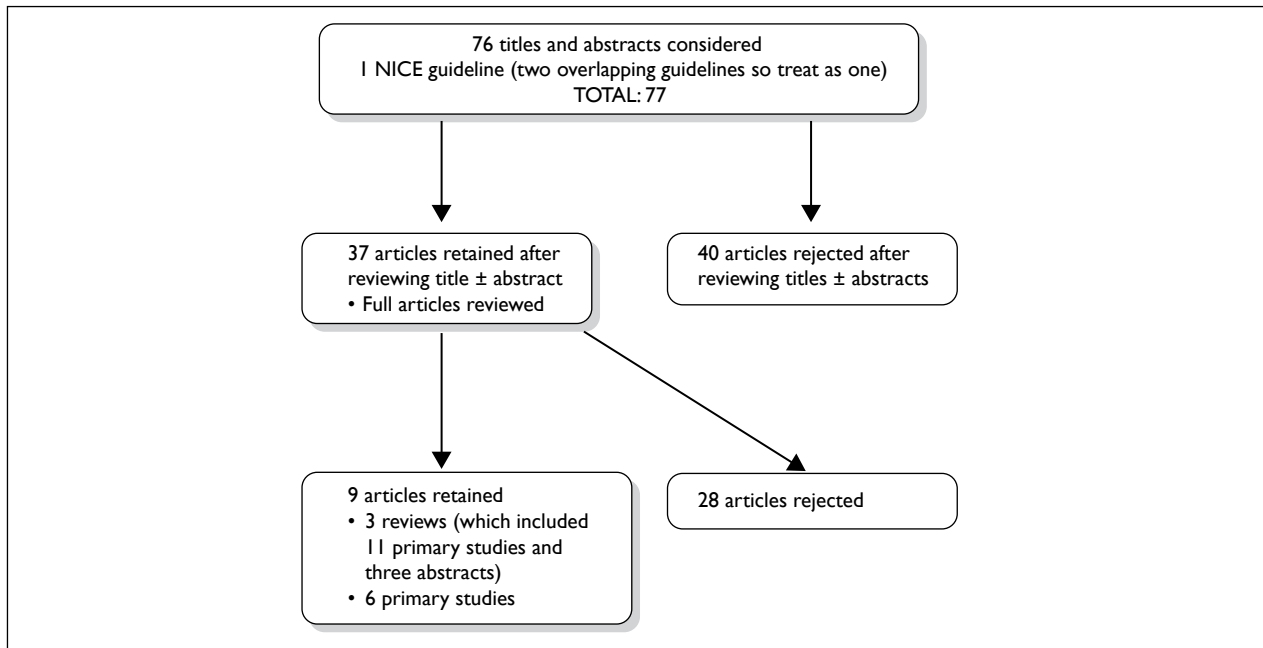 76 titles and abstracts considered
1 NICE guideline (two overlapping guidelines so treat as one)
TOTAL: 77
37 articles retained after
reviewing title ± abstract
• Full articles reviewed
40 articles rejected after
reviewing titles ± abstracts
9 articles retained
• 3 reviews (which included
11 primary studies and
three abstracts)
• 6 primary studies
28 articles rejected